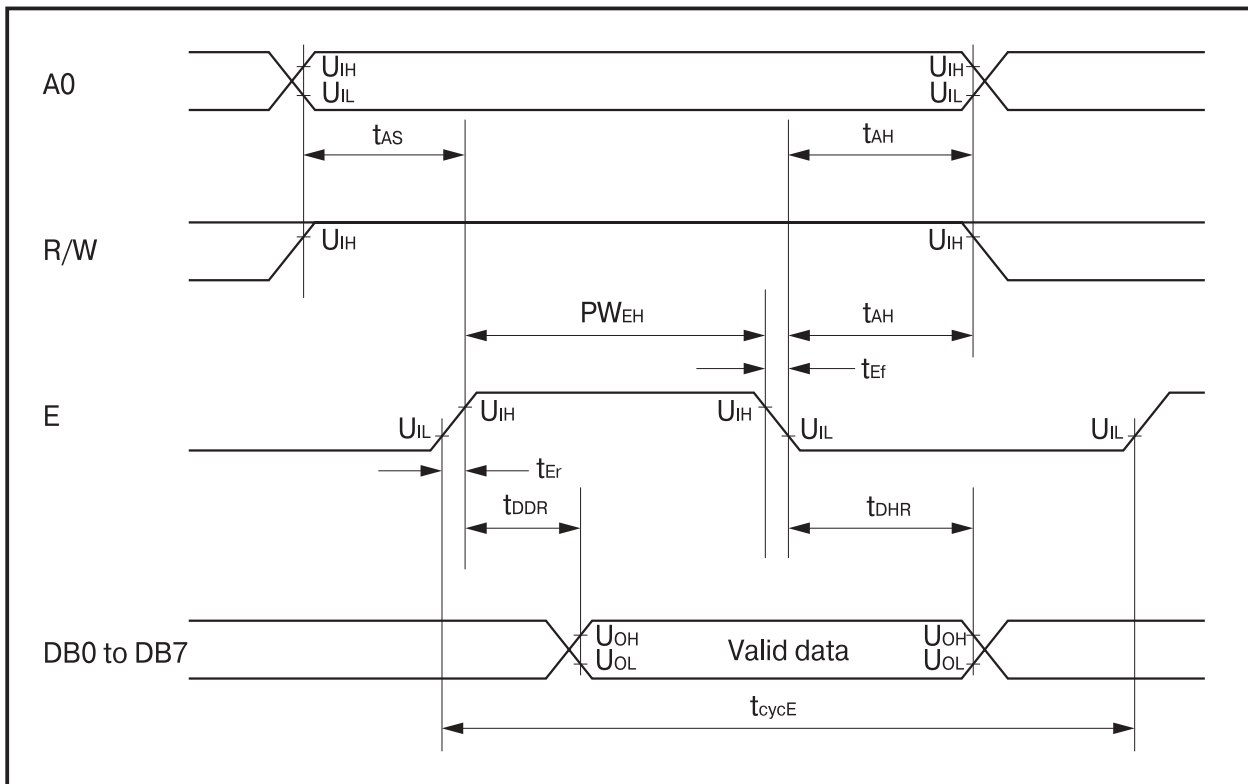 A0
UIH
UIL
UIH
UIL
tAS
tAH
R/W
UIH
UIH
PWEH
tAH
tEf
E
UIL
UIH
UIH
UIL
UIL
tEr
tDDR
tDHR
DB0 to DB7
UOH
UOL
Valid data
UOH
UOL
tcycE